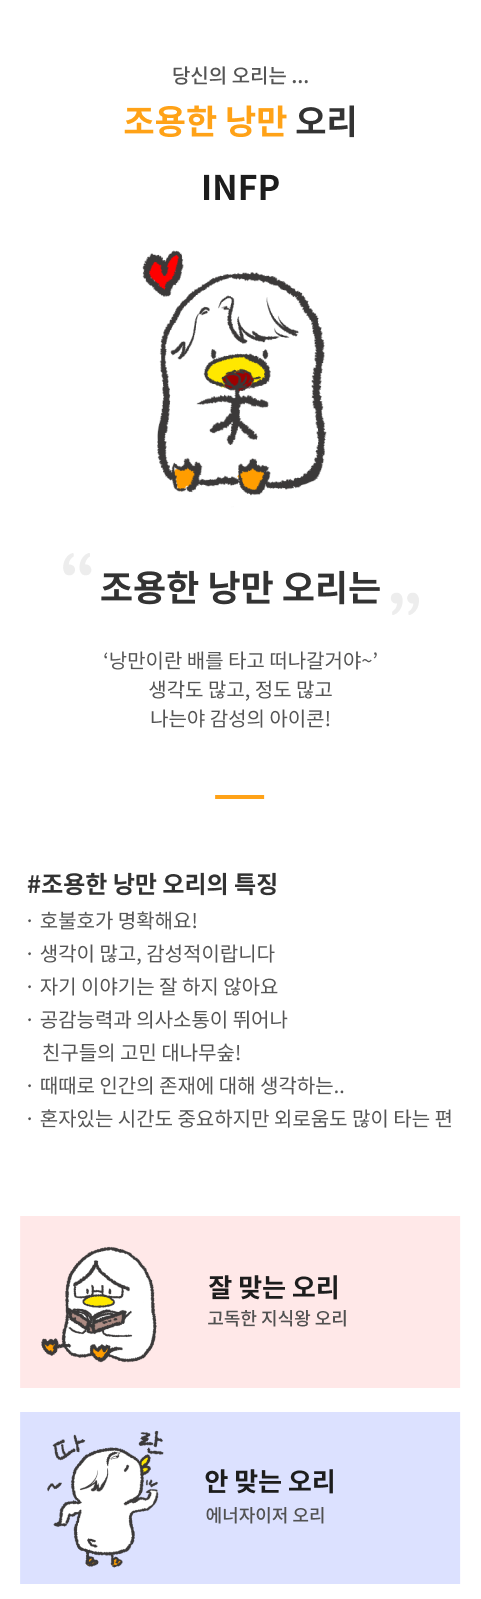 당신의 오리는 ...
조용한 낭만 오리
INFP
“ 조용한 낭만 오리는 ”
‘낭만이란 배를 타고 떠나갈거야~’
생각도 많고, 정도 많고
나는야 감성의 아이콘!
#조용한 낭만 오리의 특징
· 호불호가 명확해요!
· 생각이 많고, 감성적이랍니다
· 자기 이야기는 잘 하지 않아요
· 공감능력과 의사소통이 뛰어나
친구들의 고민 대나무숲!
· 때때로 인간의 존재에 대해 생각하는..
· 혼자있는 시간도 중요하지만 외로움도 많이 타는 편
잘 맞는 오리
고독한 지식왕 오리
따란~
안 맞는 오리
에너자이저 오리